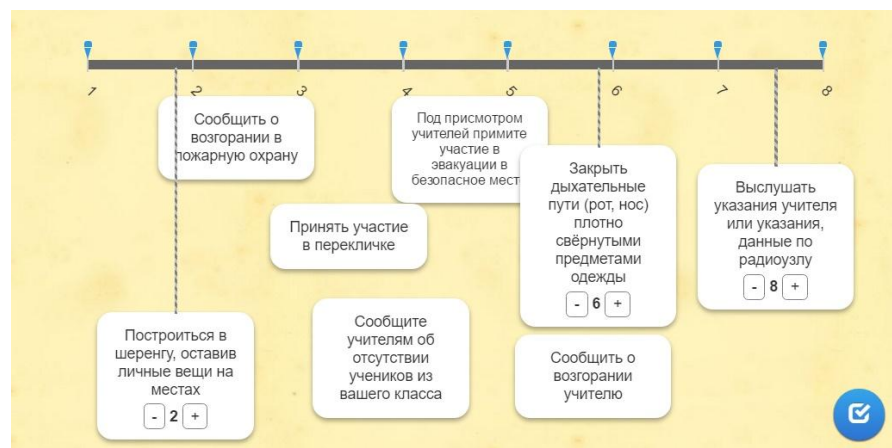 1 2 3 4 5 6 7 8
Сообщить о
возгорании в
пожарную охрану
Под присмотром
учителей примите
участие в
эвакуации в
безопасное мест
Закрыть
дыхательные
пути (рот, нос)
плотно
свёрнутыми
предметами
одежды
- 6 +
Выслушать
указания учителя
или указания,
данные по
радиоузлу
- 8 +
Принять участие
в перекличке
Построиться в
шеренгу, оставив
личные вещи на
местах
- 2 +
Сообщите
учителям об
отсутствии
учеников из
вашего класса
Сообщить о
возгорании
учителю